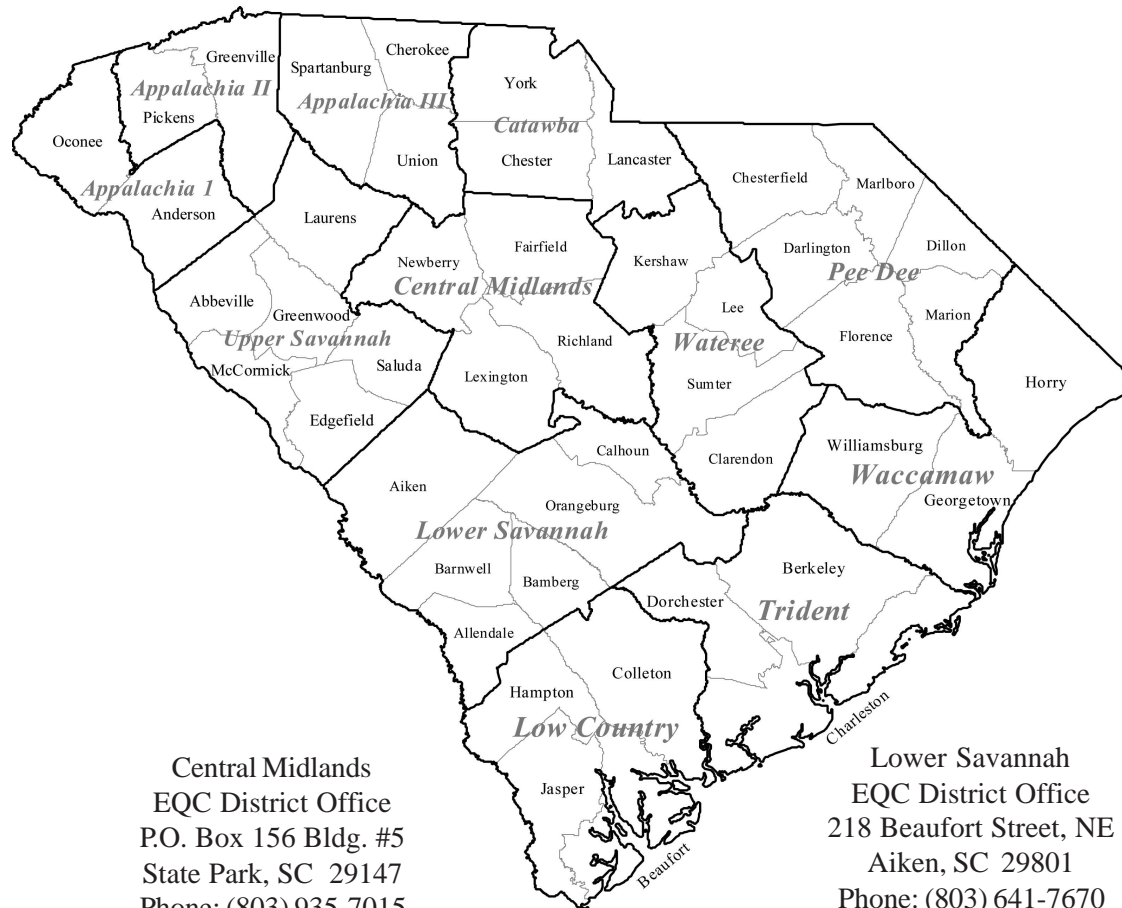 Greenville
Cherokee
Spartanburg
York
Appalachia II
Appalachia III
Pickens
Catawba
Oconee
Union
Chester
Lancaster
Chesterfield
Marlboro
Appalachia 1
Anderson
Laurens
Fairfield
Darlington
Dillon
Newberry
Kershaw
Pee Dee
Central Midlands
Abbeville
Greenwood
Lee
Marion
Upper Savannah
Richland
Wateree
Florence
McCormick
Saluda
Lexington
Sumter
Horry
Edgefield
Williamsburg
Calhoun
Clarendon
Waccamaw
Aiken
Georgetown
Orangeburg
Lower Savannah
Barnwell
Bamberg
Berkeley
Dorchester
Trident
Allendale
Colleton
Hampton
Low Country
Charleston
Jasper
Beaufort
Central Midlands
EQC District Office
P.O. Box 156 Bldg. #5
State Park, SC 29147
Phone: (803) 935-7015
Lower Savannah
EQC District Office
218 Beaufort Street, NE
Aiken, SC 29801
Phone: (803) 641-7670